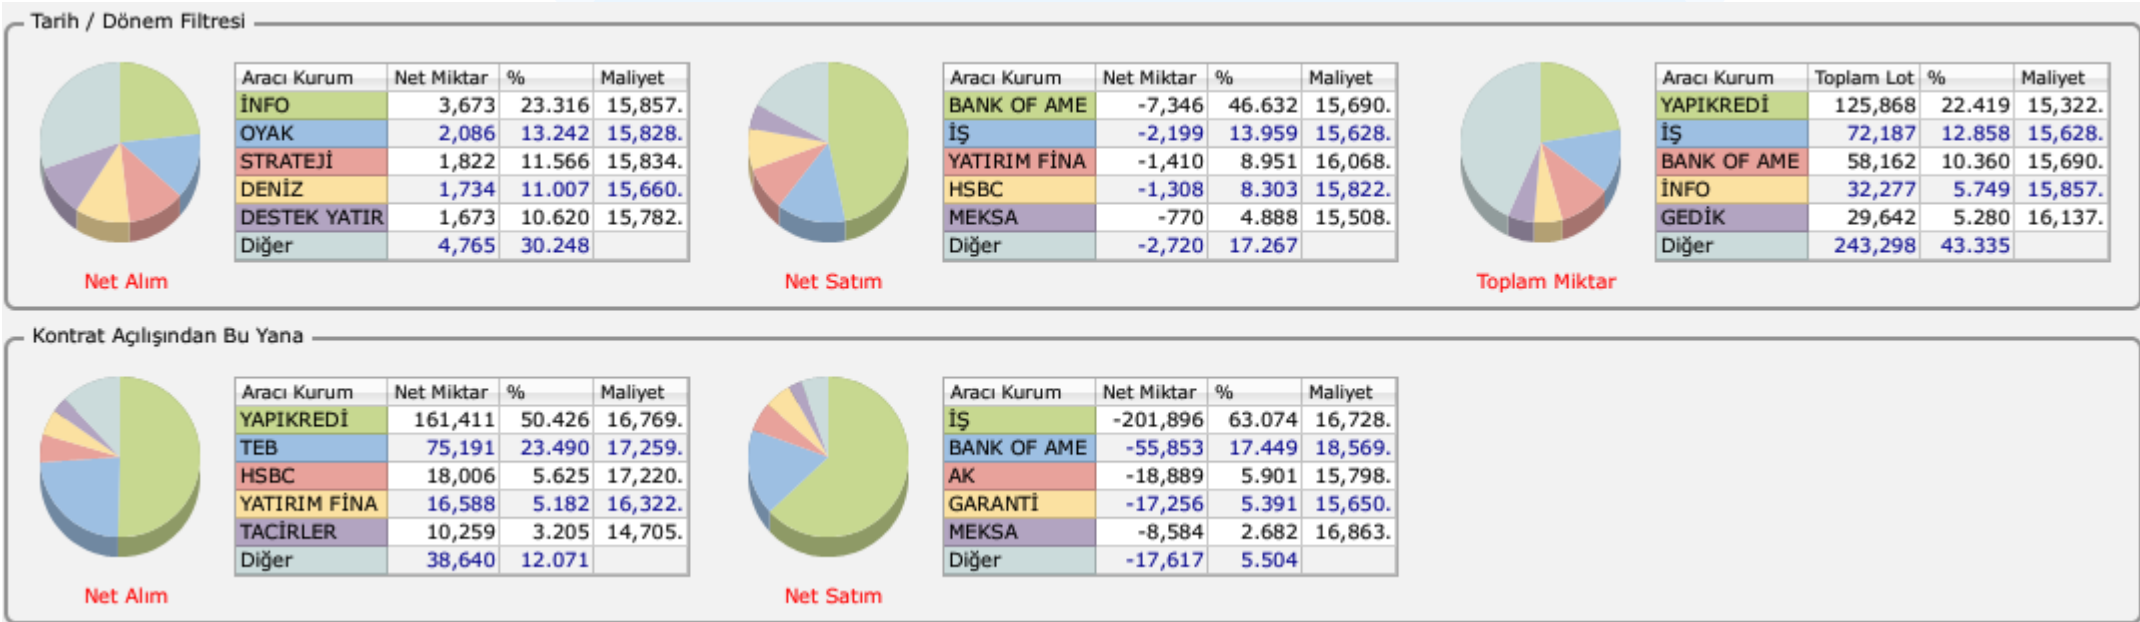 Tarih / Dönem Filtresi
Aracı Kurum Net Miktar % Maliyet
İNFO 3,673 23.316 15,857.
OYAK 2,086 13.242 15,828.
STRATEJİ 1,822 11.566 15,834.
DENİZ 1,734 11.007 15,660.
DESTEK YATIR 1,673 10.620 15,782.
Diğer 4,765 30.248
Net Alım
Aracı Kurum Net Miktar % Maliyet
BANK OF AME -7,346 46.632 15,690.
İŞ -2,199 13.959 15,628.
YATIRIM FİNA -1,410 8.951 16,068.
HSBC -1,308 8.303 15,822.
MEKSA -770 4.888 15,508.
Diğer -2,720 17.267
Net Satım
Aracı Kurum Toplam Lot % Maliyet
YAPIKREDİ 125,868 22.419 15,322.
İŞ 72,187 12.858 15,628.
BANK OF AME 58,162 10.360 15,690.
İNFO 32,277 5.749 15,857.
GEDİK 29,642 5.280 16,137.
Diğer 243,298 43.335
Toplam Miktar
Kontrat Açılışından Bu Yana
Aracı Kurum Net Miktar % Maliyet
YAPIKREDİ 161,411 50.426 16,769.
TEB 75,191 23.490 17,259.
HSBC 18,006 5.625 17,220.
YATIRIM FİNA 16,588 5.182 16,322.
TACİRLER 10,259 3.205 14,705.
Diğer 38,640 12.071
Net Alım
Aracı Kurum Net Miktar % Maliyet
İŞ -201,896 63.074 16,728.
BANK OF AME -55,853 17.449 18,569.
AK -18,889 5.901 15,798.
GARANTİ -17,256 5.391 15,650.
MEKSA -8,584 2.682 16,863.
Diğer -17,617 5.504
Net Satım